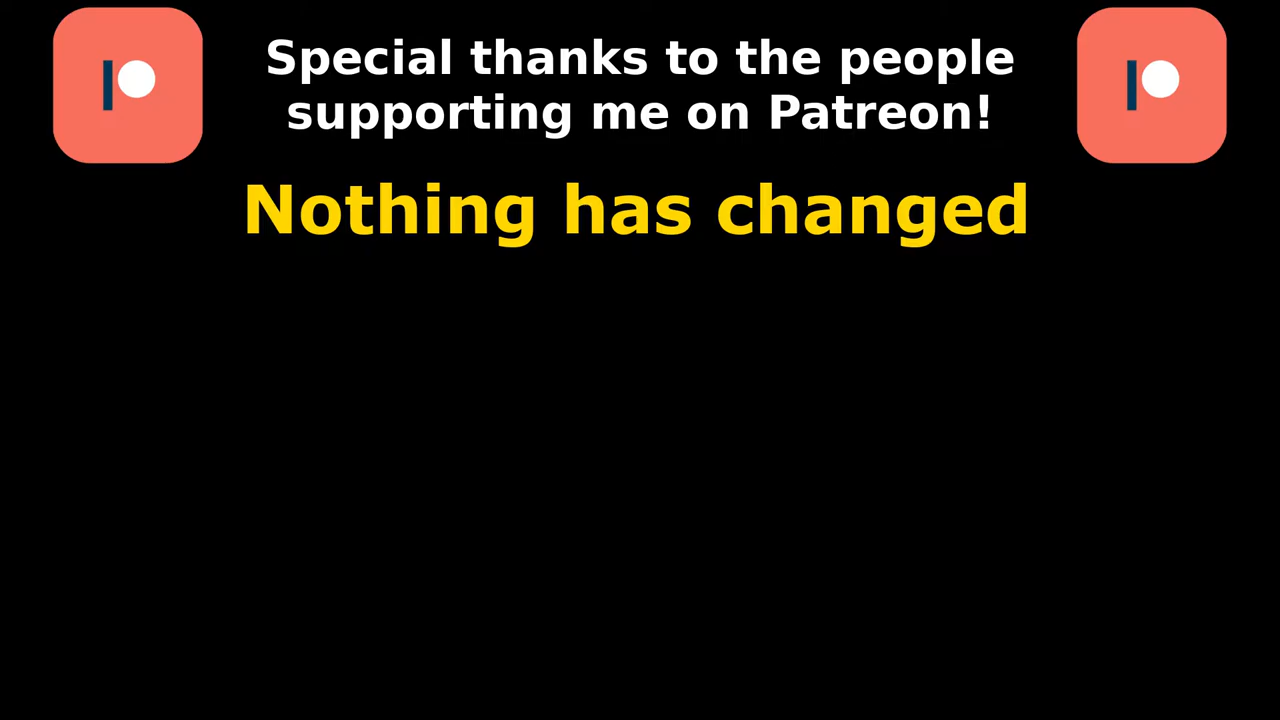 Special thanks to the people
supporting me on Patreon!
Nothing has changed